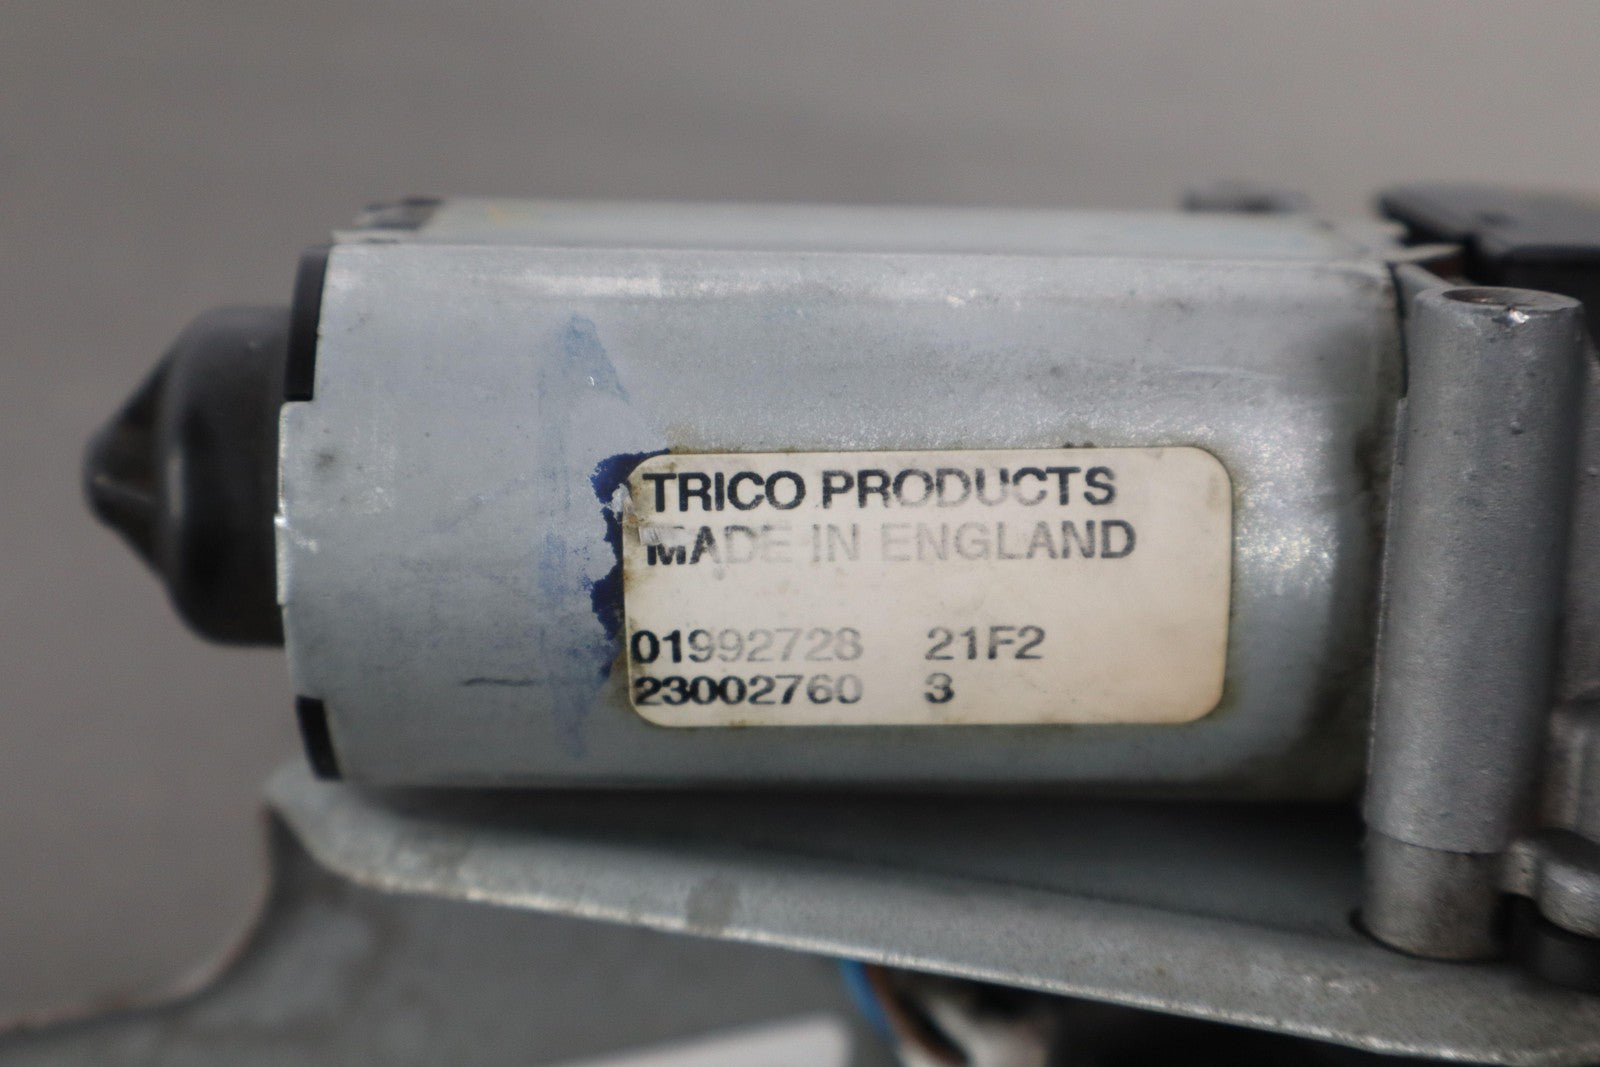 TRICO PRODUCTS
MADE IN ENGLAND
01992728 21F2
23002760 3